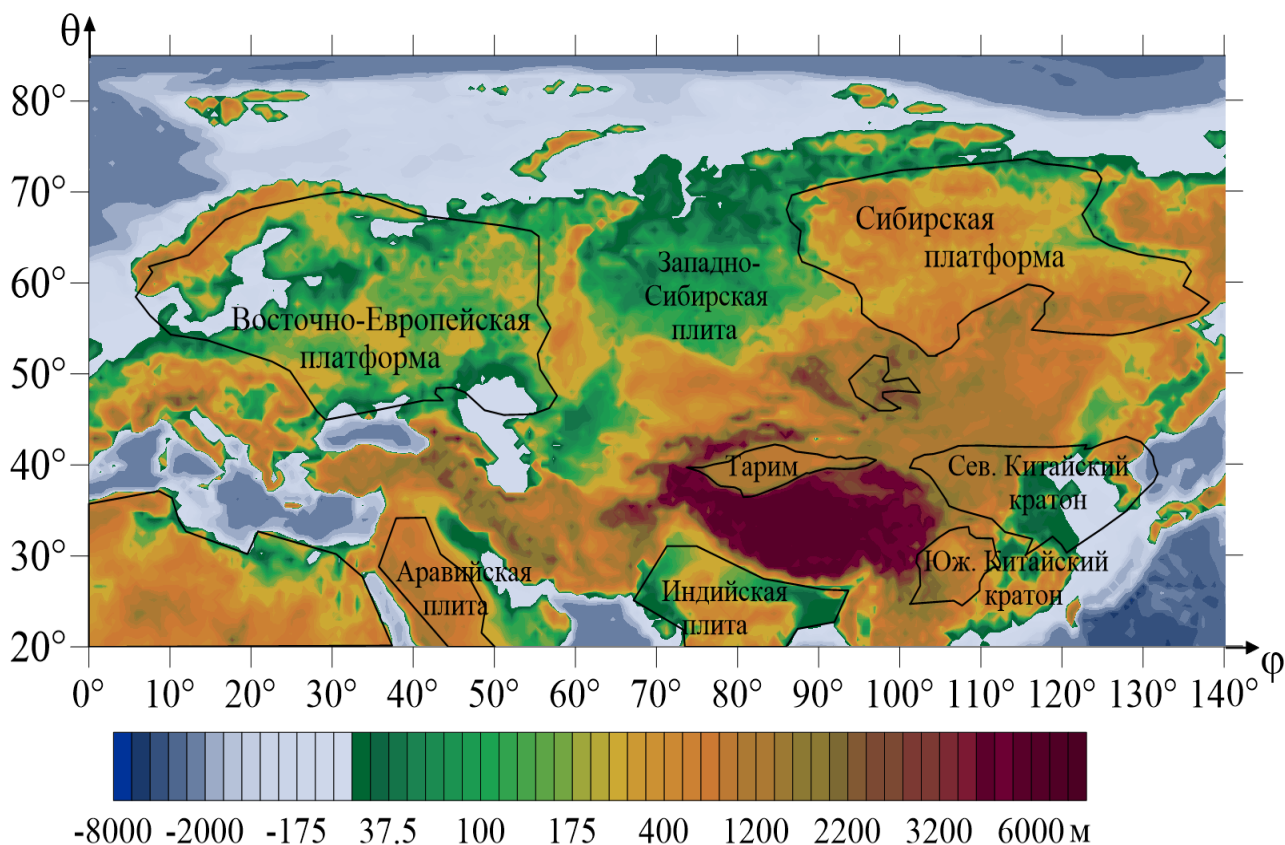 θ
80°
70°
60°
50°
40°
30°
20°
Сибирская
платформа
Западно-
Сибирская
плита
Восточно-Европейская
платформа
Тарим
Сев. Китайский
кратон
Юж. Китайский
кратон
Аравийская
плита
Индийская
плита
0° 10° 20° 30° 40° 50° 60° 70° 80° 90° 100° 110° 120° 130° 140°
φ
-8000 -2000 -175 37.5 100 175 400 1200 2200 3200 6000 м